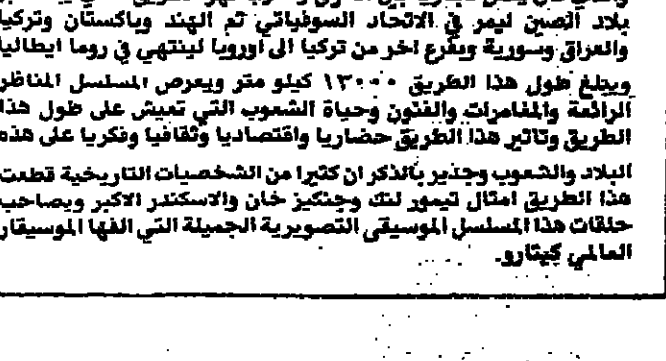 بلاد الصين ليمر في الاتحاد السوفياتي ثم الهند وباكستان وتركيا
والعراق وسورية ويفرع اخر من تركيا الى اوروبا لينتهي في روما ايطاليا
ويبلغ طول هذا الطريق ١٣٠٠٠ كيلو متر ويعرض المسلسل المناظر
الرائعة والمغامرات والفنون وحياة الشعوب التي تعيش على طول هذا
الطريق وتاثير هذا الطريق حضاريا واقتصاديا وثقافيا وفكريا على هذه
البلاد والشعوب وجدير بالذكر ان كثيرا من الشخصيات التاريخية قطعت
هذا الطريق امثال تيمور لنك وجنكيز خان والاسكندر الاكبر ويصاحب
حلقات هذا المسلسل الموسيقى التصويرية الجميلة التي الفها الموسيقار
العالمي كيتارو.